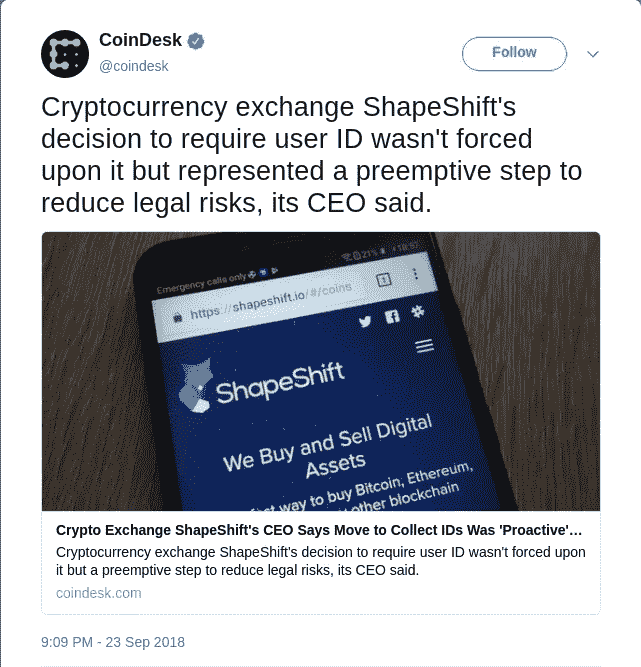 CoinDesk
@coindesk
Follow
Cryptocurrency exchange ShapeShift's
decision to require user ID wasn't forced
upon it but represented a preemptive step to
reduce legal risks, its CEO said.
Emergency calls only
21%
https://shapeshift.io/#/coins
ShapeShift
We Buy and Sell Digital
Assets
way to buy Bitcoin, Ethereum,
other blockchain
Crypto Exchange ShapeShift's CEO Says Move to Collect IDs Was 'Proactive'...
Cryptocurrency exchange ShapeShift's decision to require user ID wasn't forced upon
it but a preemptive step to reduce legal risks, its CEO said.
coindesk.com
9:09 PM - 23 Sep 2018